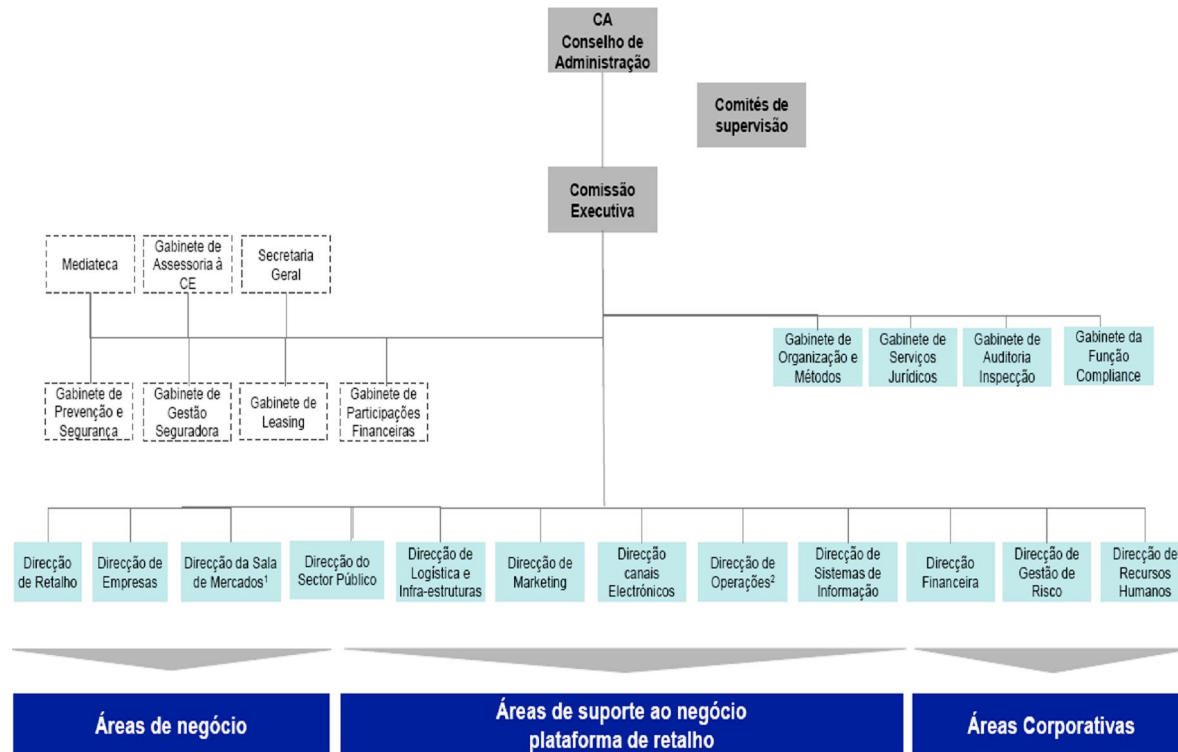 CA
Conselho de
Administração
Comités de
supervisão
Comissão
Executiva
Mediateca
Gabinete de
Assessoria à
CE
Secretaria
Geral
Gabinete de
Organização e
Métodos
Gabinete de
Serviços
Jurídicos
Gabinete de
Auditoria
Inspecção
Gabinete da
Função
Compliance
Gabinete de
Prevenção e
Segurança
Gabinete de
Gestão
Seguradora
Gabinete de
Leasing
Gabinete de
Participações
Financeiras
Direcção
de Retalho
Direcção de
Empresas
Direcção da Sala
de Mercados¹
Direcção do
Sector Público
Direcção de
Logística e
Infra-estruturas
Direcção de
Marketing
Direcção
canais
Electrónicos
Direcção de
Operações²
Direcção de
Sistemas de
Informação
Direcção
Financeira
Direcção de
Gestão de
Risco
Direcção de
Recursos
Humanos
Áreas de negócio
Áreas de suporte ao negócio
plataforma de retalho
Áreas Corporativas